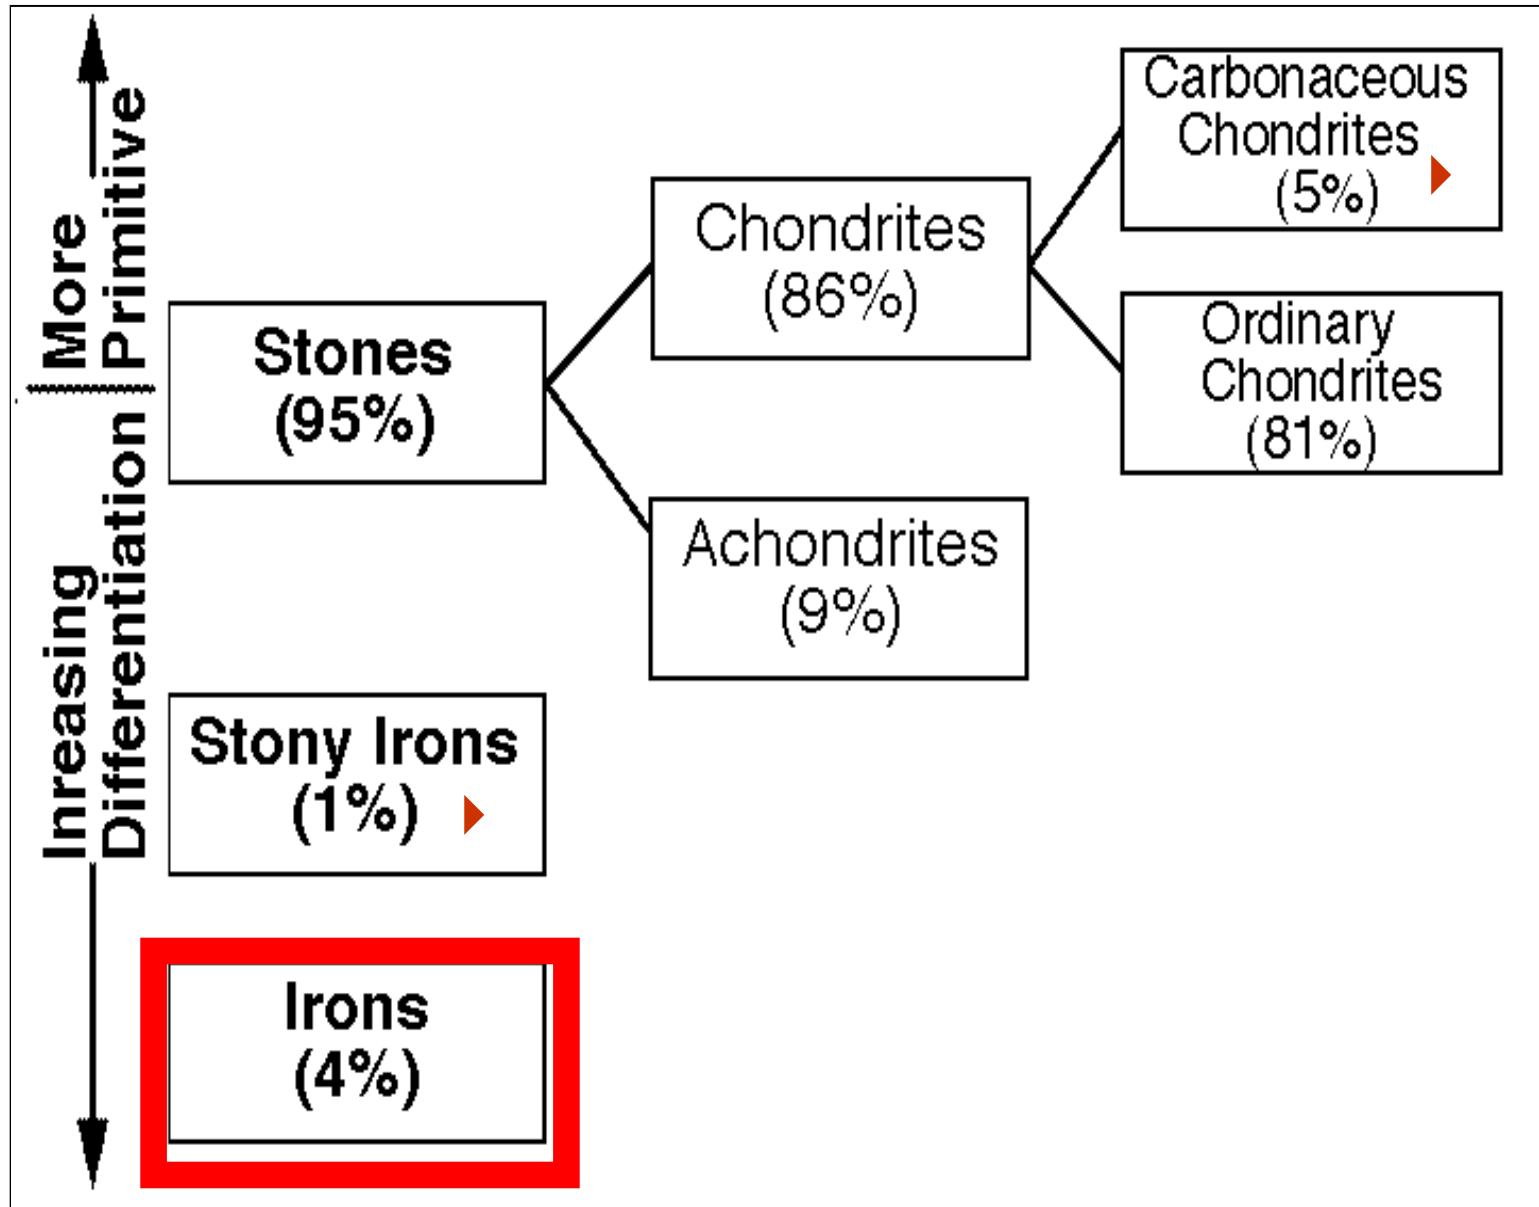 More
Primitive
Inreasing
Differentiation
Stones
(95%)
Chondrites
(86%)
Carbonaceous
Chondrites
(5%)
Ordinary
Chondrites
(81%)
Achondrites
(9%)
Stony Irons
(1%)
Irons
(4%)